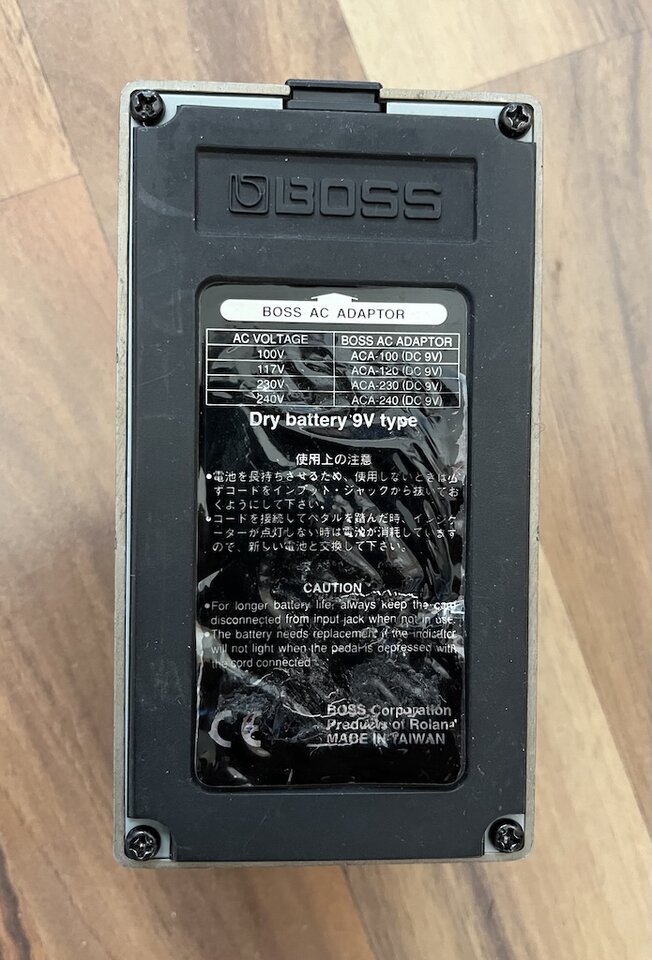 BOSS
BOSS AC ADAPTOR
AC VOLTAGE BOSS AC ADAPTOR
100V ACA-100 (DC 9V)
117V ACA-120 (DC 9V)
230V ACA-230 (DC 9V)
240V ACA-240 (DC 9V)
Dry battery 9V type
使用上の注意
●電池を長持ちさせるため、使用しないときは必
ずコードをインプット・ジャックから抜いてお
くようにして下さい。
●コードを接続してペダルを踏んだ時、インジケ
ーターが点灯しない時は電池が消耗しています
ので、新しい電池と交換して下さい。
CAUTION
●For longer battery life, always keep the cord
disconnected from input jack when not in use.
●The battery needs replacement if the indicator
will not light when the pedal is depressed with
the cord connected.
BOSS Corporation
Products of Roland
MADE IN TAIWAN
CE